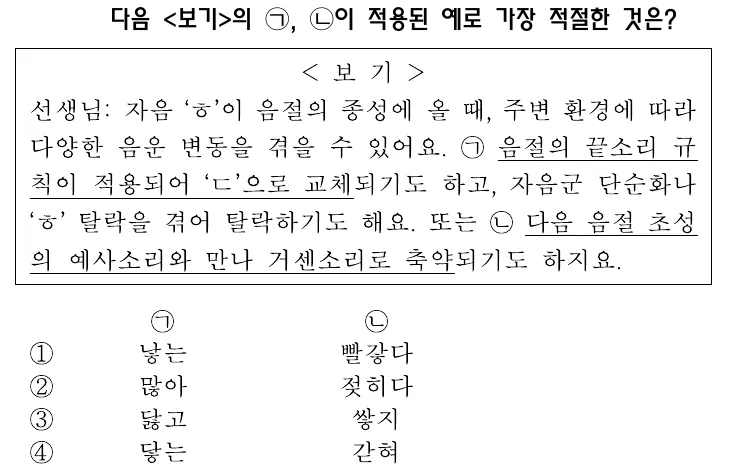 다음 <보기>의 ㉠, ㉡이 적용된 예로 가장 적절한 것은?
< 보 기 >
선생님: 자음 ‘ㅎ’이 음절의 종성에 올 때, 주변 환경에 따라
다양한 음운 변동을 겪을 수 있어요. ㉠ 음절의 끝소리 규
칙이 적용되어 ‘ㄷ’으로 교체되기도 하고, 자음군 단순화나
‘ㅎ’ 탈락을 겪어 탈락하기도 해요. 또는 ㉡ 다음 음절 초성
의 예사소리와 만나 거센소리로 축약되기도 하지요.
㉠ ㉡
① 낳는 빨갛다
② 많아 젖히다
③ 닳고 쌓지
④ 닿는 갇혀